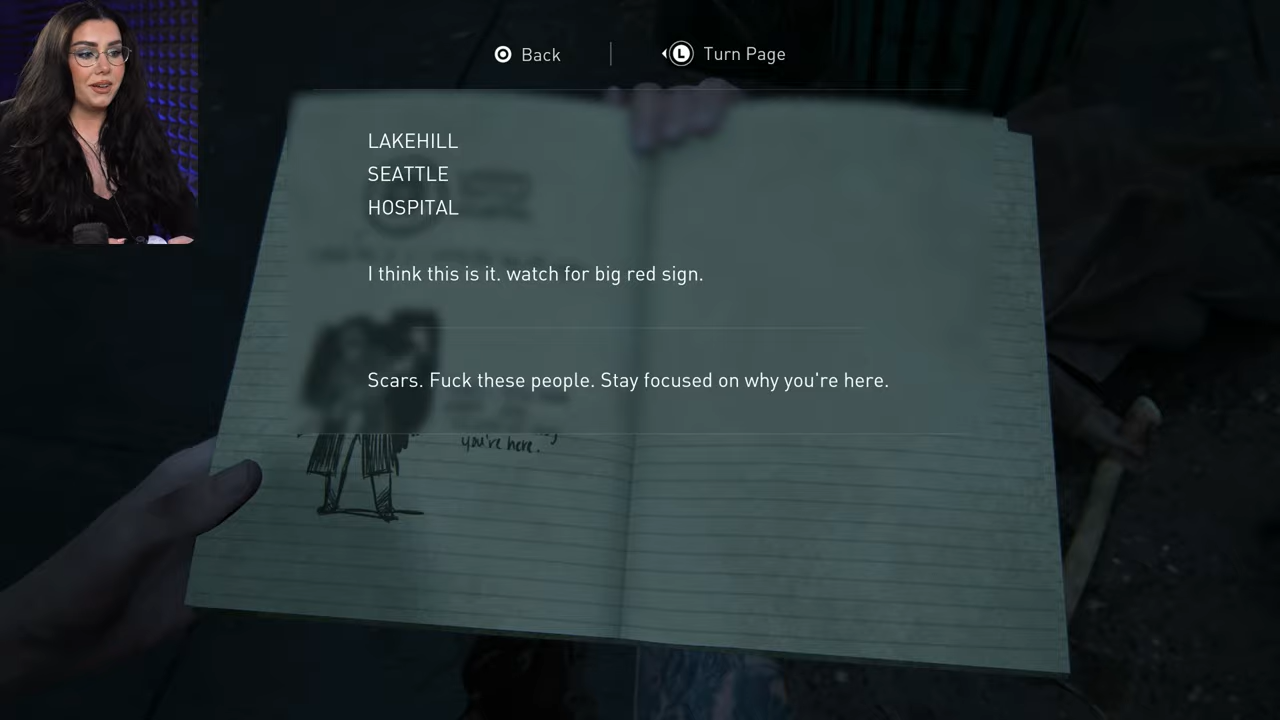 Back
L Turn Page
LAKEHILL
SEATTLE
HOSPITAL
I think this is it. watch for big red sign.
Scars. Fuck these people. Stay focused on why you're here.
you're here.